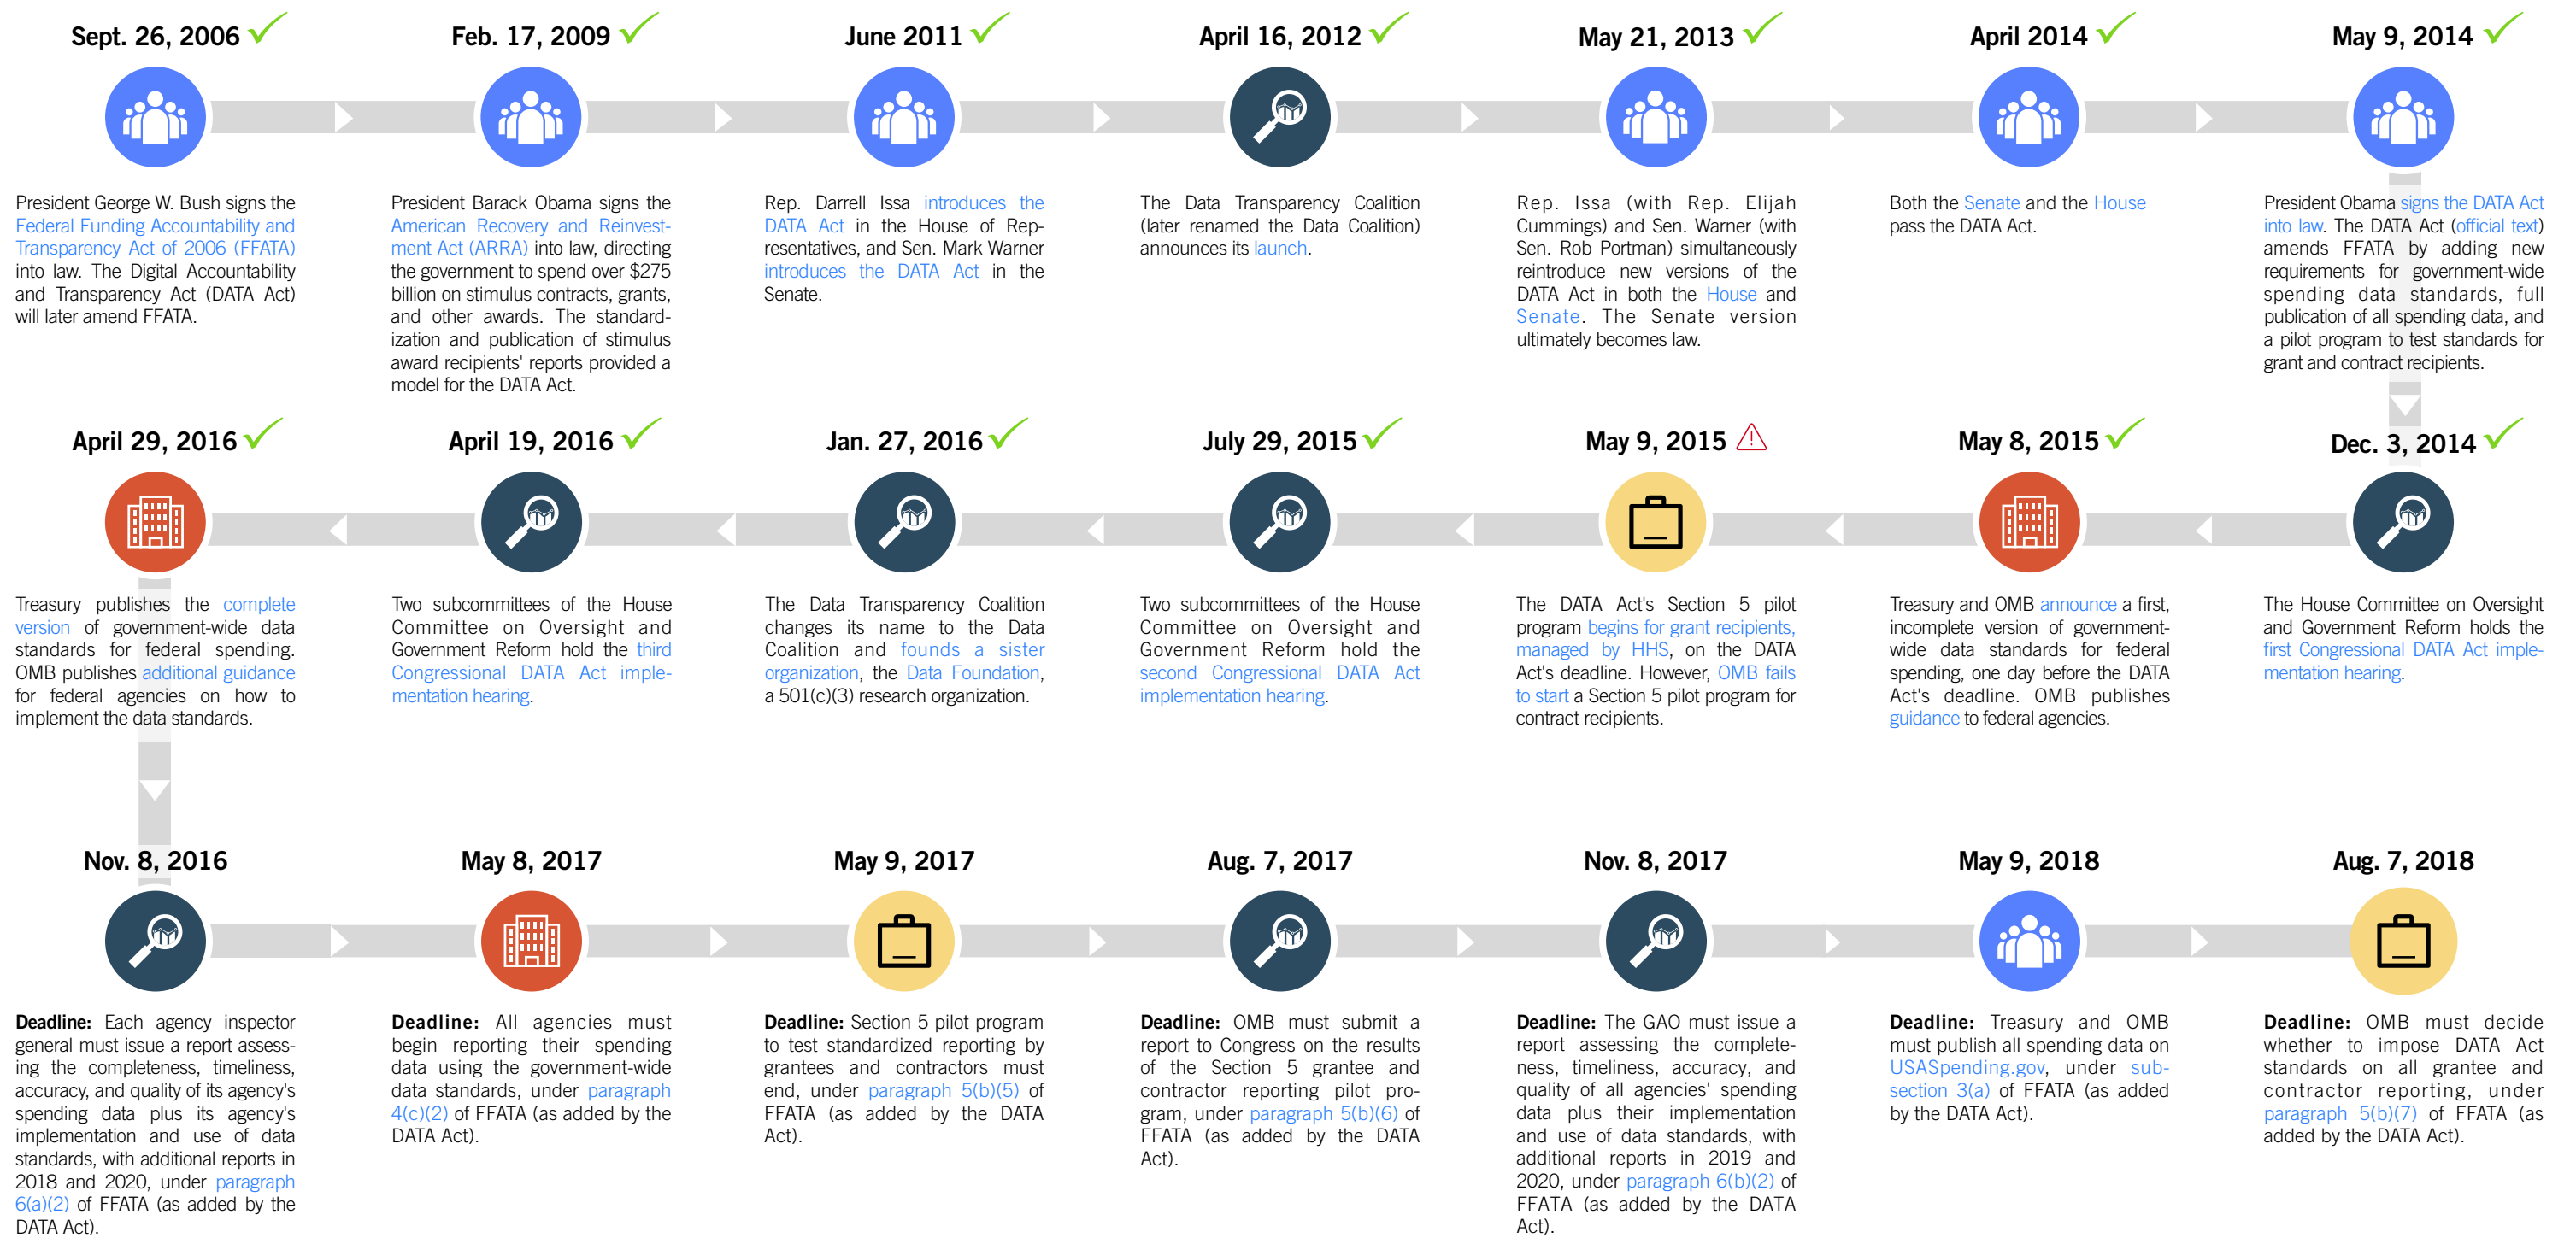 Sept. 26, 2006
President George W. Bush signs the
Federal Funding Accountability and
Transparency Act of 2006 (FFATA)
into law. The Digital Accountability
and Transparency Act (DATA Act)
will later amend FFATA.
Feb. 17, 2009
President Barack Obama signs the
American Recovery and Reinvest-
ment Act (ARRA) into law, directing
the government to spend over $275
billion on stimulus contracts, grants,
and other awards. The standard-
ization and publication of stimulus
award recipients' reports provided a
model for the DATA Act.
June 2011
Rep. Darrell Issa introduces the
DATA Act in the House of Rep-
resentatives, and Sen. Mark Warner
introduces the DATA Act in the
Senate.
April 16, 2012
The Data Transparency Coalition
(later renamed the Data Coalition)
announces its launch.
May 21, 2013
Rep. Issa (with Rep. Elijah
Cummings) and Sen. Warner (with
Sen. Rob Portman) simultaneously
reintroduce new versions of the
DATA Act in both the House and
Senate. The Senate version
ultimately becomes law.
April 2014
Both the Senate and the House
pass the DATA Act.
May 9, 2014
President Obama signs the DATA Act
into law. The DATA Act (official text)
amends FFATA by adding new
requirements for government-wide
spending data standards, full
publication of all spending data, and
a pilot program to test standards for
grant and contract recipients.
April 29, 2016
Treasury publishes the complete
version of government-wide data
standards for federal spending.
OMB publishes additional guidance
for federal agencies on how to
implement the data standards.
April 19, 2016
Two subcommittees of the House
Committee on Oversight and
Government Reform hold the third
Congressional DATA Act imple-
mentation hearing.
Jan. 27, 2016
The Data Transparency Coalition
changes its name to the Data
Coalition and founds a sister
organization, the Data Foundation,
a 501(c)(3) research organization.
July 29, 2015
Two subcommittees of the House
Committee on Oversight and
Government Reform hold the
second Congressional DATA Act
implementation hearing.
May 9, 2015
The DATA Act's Section 5 pilot
program begins for grant recipients,
managed by HHS, on the DATA
Act's deadline. However, OMB fails
to start a Section 5 pilot program for
contract recipients.
May 8, 2015
Treasury and OMB announce a first,
incomplete version of government-
wide data standards for federal
spending, one day before the DATA
Act's deadline. OMB publishes
guidance to federal agencies.
Dec. 3, 2014
The House Committee on Oversight
and Government Reform holds the
first Congressional DATA Act imple-
mentation hearing.
Nov. 8, 2016
Deadline: Each agency inspector
general must issue a report assess-
ing the completeness, timeliness,
accuracy, and quality of its agency's
spending data plus its agency's
implementation and use of data
standards, with additional reports in
2018 and 2020, under paragraph
6(a)(2) of FFATA (as added by the
DATA Act).
May 8, 2017
Deadline: All agencies must
begin reporting their spending
data using the government-wide
data standards, under paragraph
4(c)(2) of FFATA (as added by the
DATA Act).
May 9, 2017
Deadline: Section 5 pilot program
to test standardized reporting by
grantees and contractors must
end, under paragraph 5(b)(5) of
FFATA (as added by the DATA
Act).
Aug. 7, 2017
Deadline: OMB must submit a
report to Congress on the results
of the Section 5 grantee and
contractor reporting pilot pro-
gram, under paragraph 5(b)(6) of
FFATA (as added by the DATA
Act).
Nov. 8, 2017
Deadline: The GAO must issue a
report assessing the complete-
ness, timeliness, accuracy, and
quality of all agencies' spending
data plus their implementation
and use of data standards, with
additional reports in 2019 and
2020, under paragraph 6(b)(2) of
FFATA (as added by the DATA
Act).
May 9, 2018
Deadline: Treasury and OMB
must publish all spending data on
USASpending.gov, under sub-
section 3(a) of FFATA (as added
by the DATA Act).
Aug. 7, 2018
Deadline: OMB must decide
whether to impose DATA Act
standards on all grantee and
contractor reporting, under
paragraph 5(b)(7) of FFATA (as
added by the DATA Act).